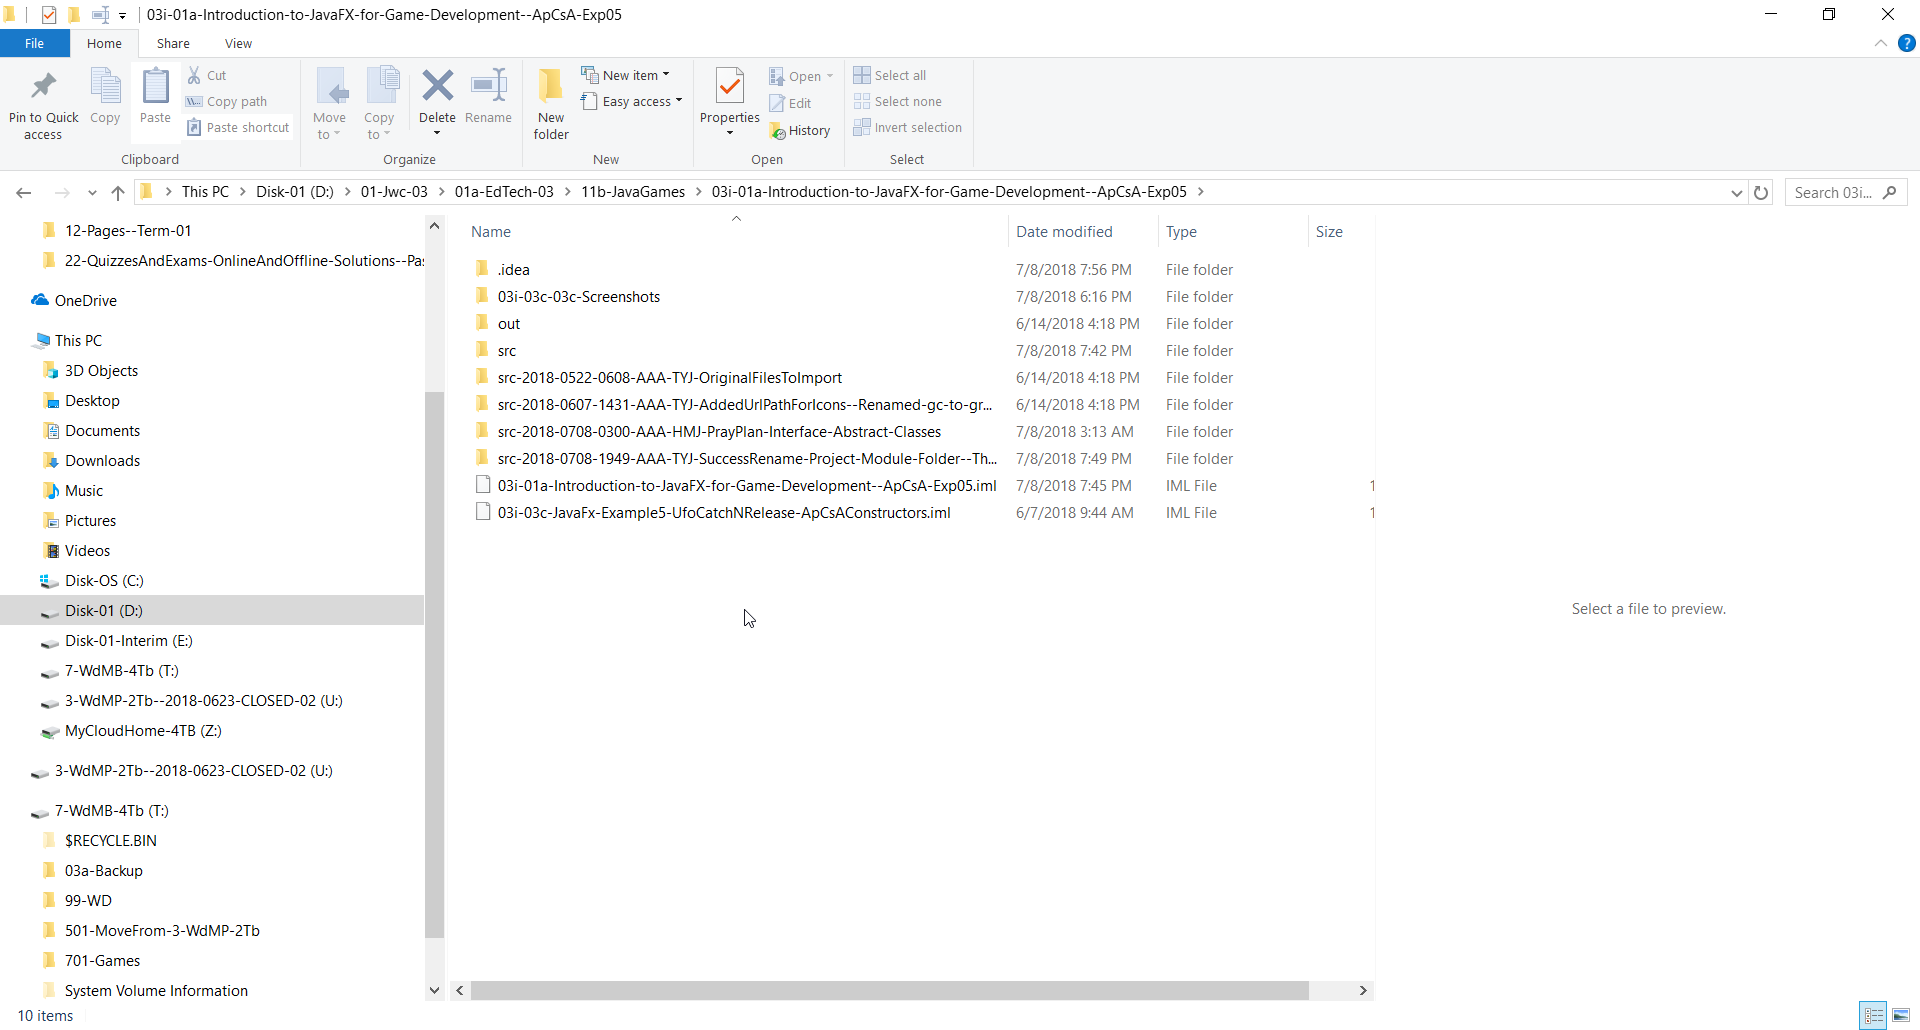 03i-01a-Introduction-to-JavaFX-for-Game-Development--ApCsA-Exp05
File Home Share View
Pin to Quick access
Copy
Paste
Cut
Copy path
Paste shortcut
Clipboard
Move to
Copy to
Delete
Rename
Organize
New folder
New item
Easy access
New
Properties
Open
Edit
History
Open
Select all
Select none
Invert selection
Select
This PC > Disk-01 (D:) > 01-Jwc-03 > 01a-EdTech-03 > 11b-JavaGames > 03i-01a-Introduction-to-JavaFX-for-Game-Development--ApCsA-Exp05 >
Search 03i...
12-Pages--Term-01
22-QuizzesAndExams-OnlineAndOffline-Solutions--Pa
OneDrive
This PC
3D Objects
Desktop
Documents
Downloads
Music
Pictures
Videos
Disk-OS (C:)
Disk-01 (D:)
Disk-01-Interim (E:)
7-WdMB-4Tb (T:)
3-WdMP-2Tb--2018-0623-CLOSED-02 (U:)
MyCloudHome-4TB (Z:)
3-WdMP-2Tb--2018-0623-CLOSED-02 (U:)
7-WdMB-4Tb (T:)
$RECYCLE.BIN
03a-Backup
99-WD
501-MoveFrom-3-WdMP-2Tb
701-Games
System Volume Information
Name Date modified Type Size
.idea 7/8/2018 7:56 PM File folder
03i-03c-03c-Screenshots 7/8/2018 6:16 PM File folder
out 6/14/2018 4:18 PM File folder
src 7/8/2018 7:42 PM File folder
src-2018-0522-0608-AAA-TYJ-OriginalFilesToImport 6/14/2018 4:18 PM File folder
src-2018-0607-1431-AAA-TYJ-AddedUrlPathForIcons--Renamed-gc-to-gr... 6/14/2018 4:18 PM File folder
src-2018-0708-0300-AAA-HMJ-PrayPlan-Interface-Abstract-Classes 7/8/2018 3:13 AM File folder
src-2018-0708-1949-AAA-TYJ-SuccessRename-Project-Module-Folder--Th... 7/8/2018 7:49 PM File folder
03i-01a-Introduction-to-JavaFX-for-Game-Development--ApCsA-Exp05.iml 7/8/2018 7:45 PM IML File 1
03i-03c-JavaFx-Example5-UfoCatchNRelease-ApCsAConstructors.iml 6/7/2018 9:44 AM IML File 1
Select a file to preview.
10 items